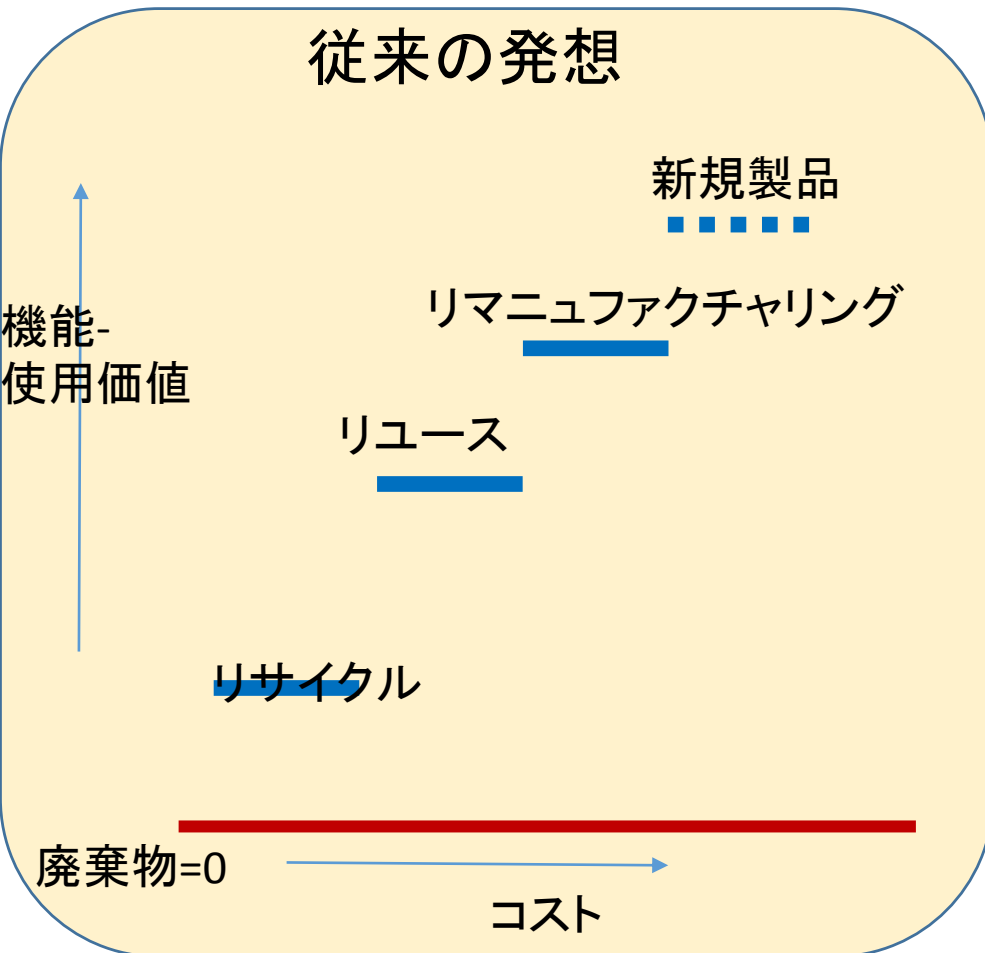 従来の発想
新規製品
リマニュファクチャリング
機能-
使用価値
リユース
リサイクル
廃棄物=0
コスト